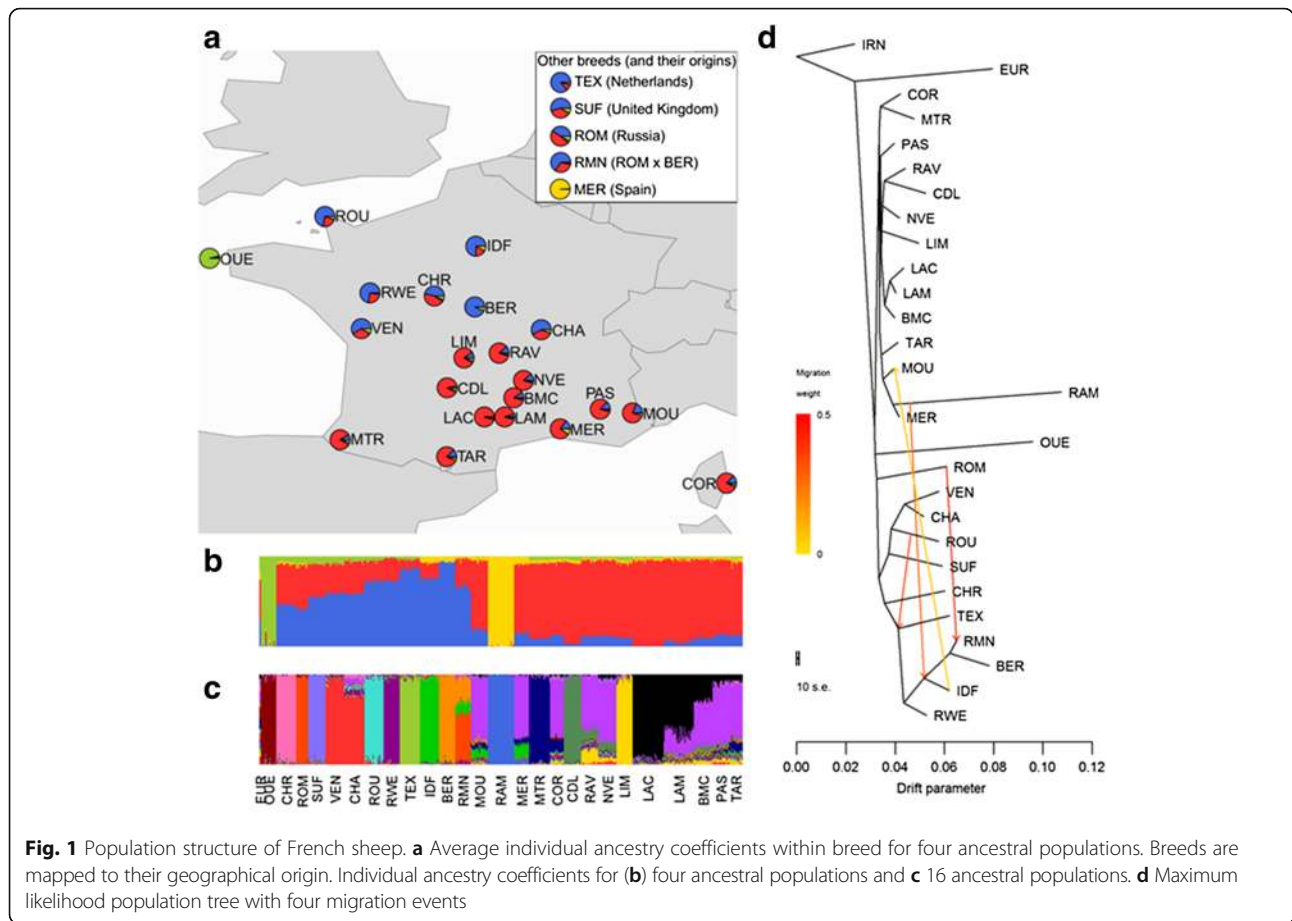 a
Other breeds (and their origins)
TEX (Netherlands)
SUF (United Kingdom)
ROM (Russia)
RMN (ROM x BER)
MER (Spain)
ROU
IDF
OUE
CHR
RWE
BER
VEN
CHA
LIM
RAV
CDL
NVE
BMC
PAS
LAC
LAM
MOU
MER
MTR
TAR
COR
b
c
EUR
OUE
CHR
ROM
SUF
VEN
CHA
ROU
RWE
TEX
IDF
BER
RMN
MOU
RAM
MER
MTR
COR
CDL
RAV
NVE
LIM
LAC
LAM
BMC
PAS
TAR
d
IRN
EUR
COR
MTR
PAS
RAV
CDL
NVE
LIM
LAC
LAM
BMC
TAR
MOU
RAM
MER
OUE
ROM
VEN
CHA
ROU
SUF
CHR
TEX
RMN
BER
IDF
RWE
Migration
weight
0.5
0
10 s.e.
0.00 0.02 0.04 0.06 0.08 0.10 0.12
Drift parameter
Fig. 1 Population structure of French sheep. a Average individual ancestry coefficients within breed for four ancestral populations. Breeds are
mapped to their geographical origin. Individual ancestry coefficients for (b) four ancestral populations and c 16 ancestral populations. d Maximum
likelihood population tree with four migration events